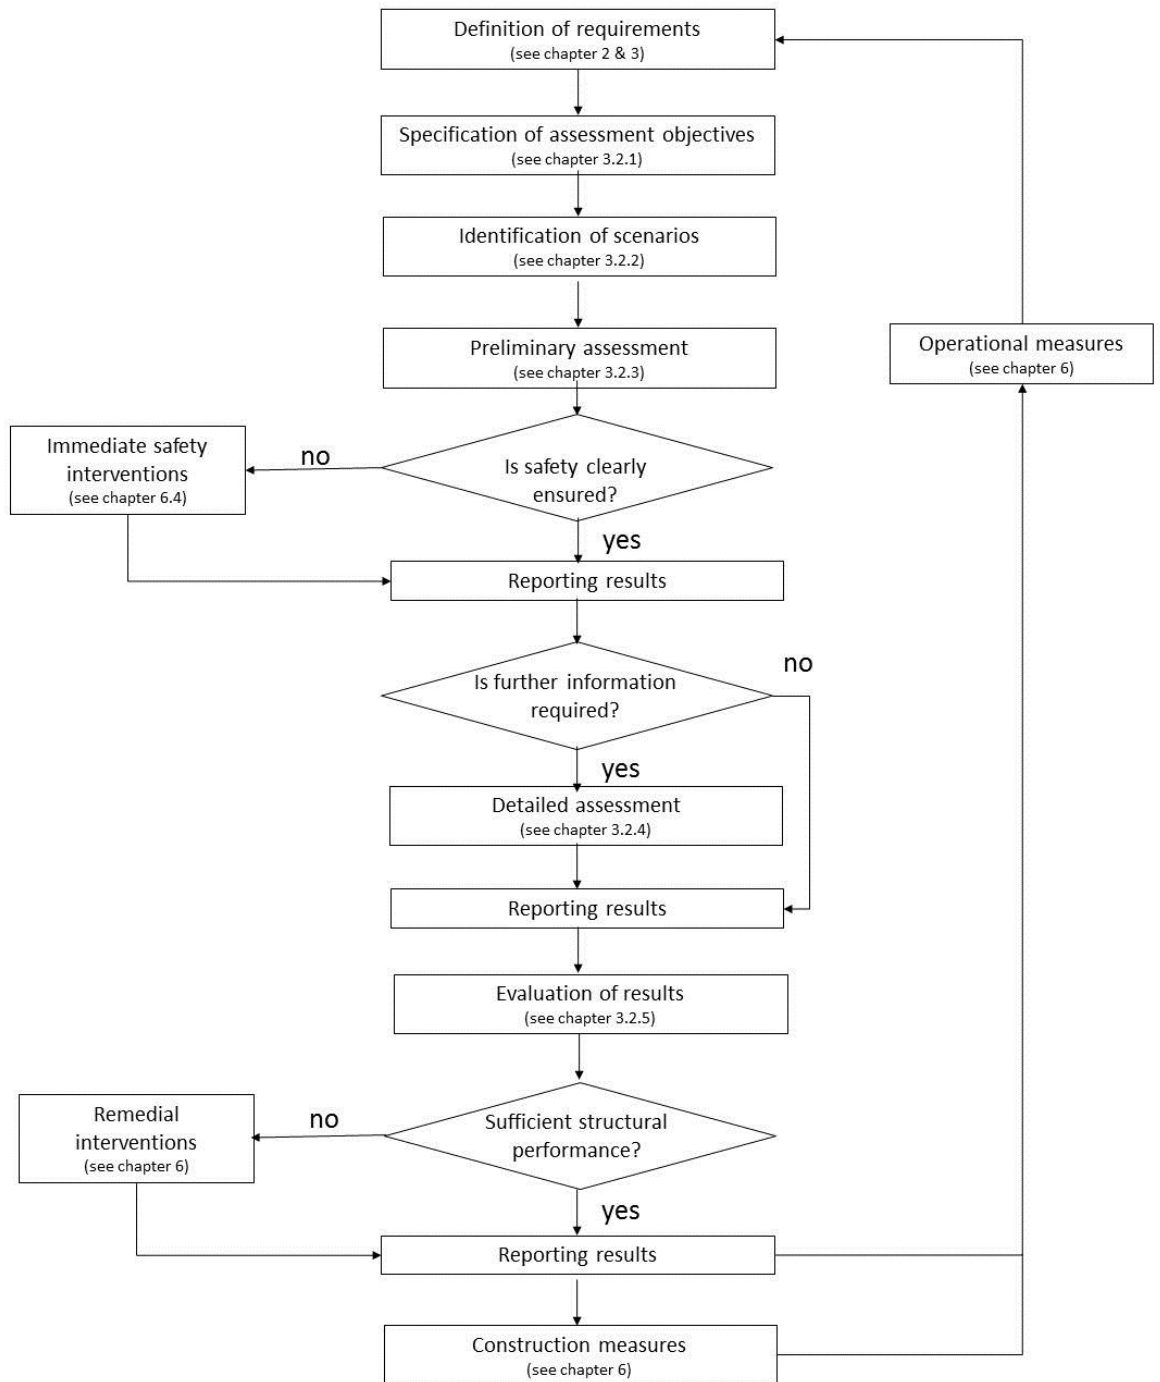 Definition of requirements
(see chapter 2 & 3)
Specification of assessment objectives
(see chapter 3.2.1)
Identification of scenarios
(see chapter 3.2.2)
Preliminary assessment
(see chapter 3.2.3)
Operational measures
(see chapter 6)
Immediate safety
interventions
(see chapter 6.4)
no
Is safety clearly
ensured?
yes
Reporting results
Is further information
required?
no
yes
Detailed assessment
(see chapter 3.2.4)
Reporting results
Evaluation of results
(see chapter 3.2.5)
Remedial
interventions
(see chapter 6)
no
Sufficient structural
performance?
yes
Reporting results
Construction measures
(see chapter 6)